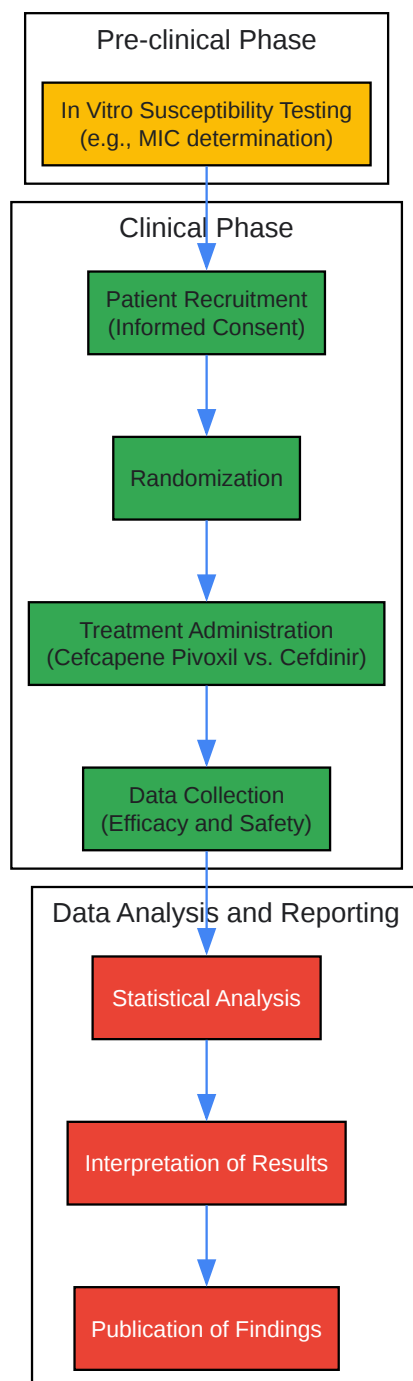 Pre-clinical Phase
In Vitro Susceptibility Testing
(e.g., MIC determination)
Clinical Phase
Patient Recruitment
(Informed Consent)
Randomization
Treatment Administration
(Cefcapene Pivoxil vs. Cefdinir)
Data Collection
(Efficacy and Safety)
Data Analysis and Reporting
Statistical Analysis
Interpretation of Results
Publication of Findings